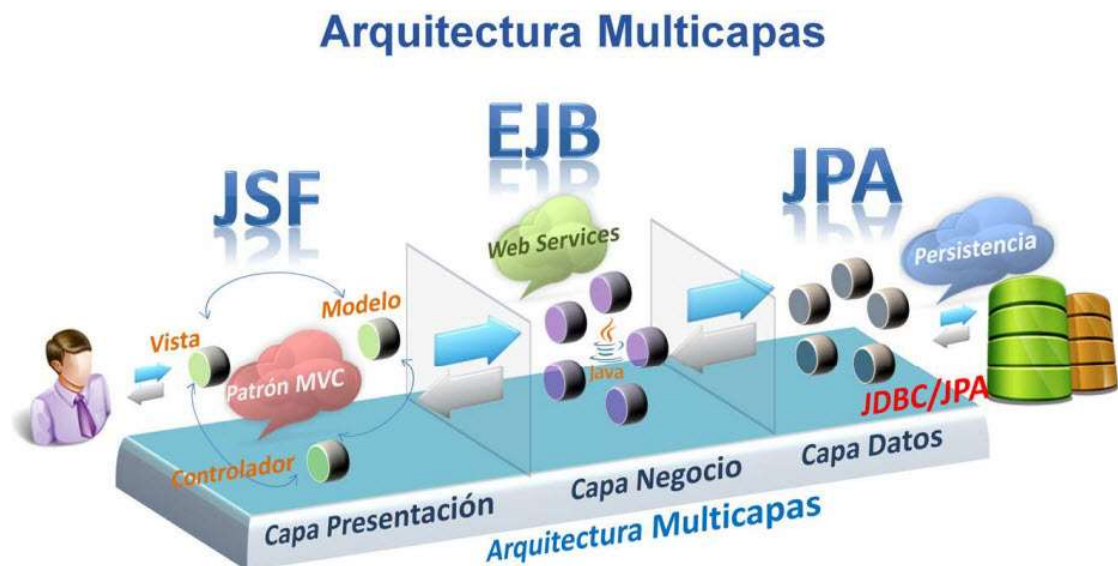 Arquitectura Multicapas
JSF
EJB
JPA
Web Services
Persistencia
Modelo
Vista
Patrón MVC
Java
JDBC/JPA
Controlador
Capa Presentación
Capa Negocio
Capa Datos
Arquitectura Multicapas